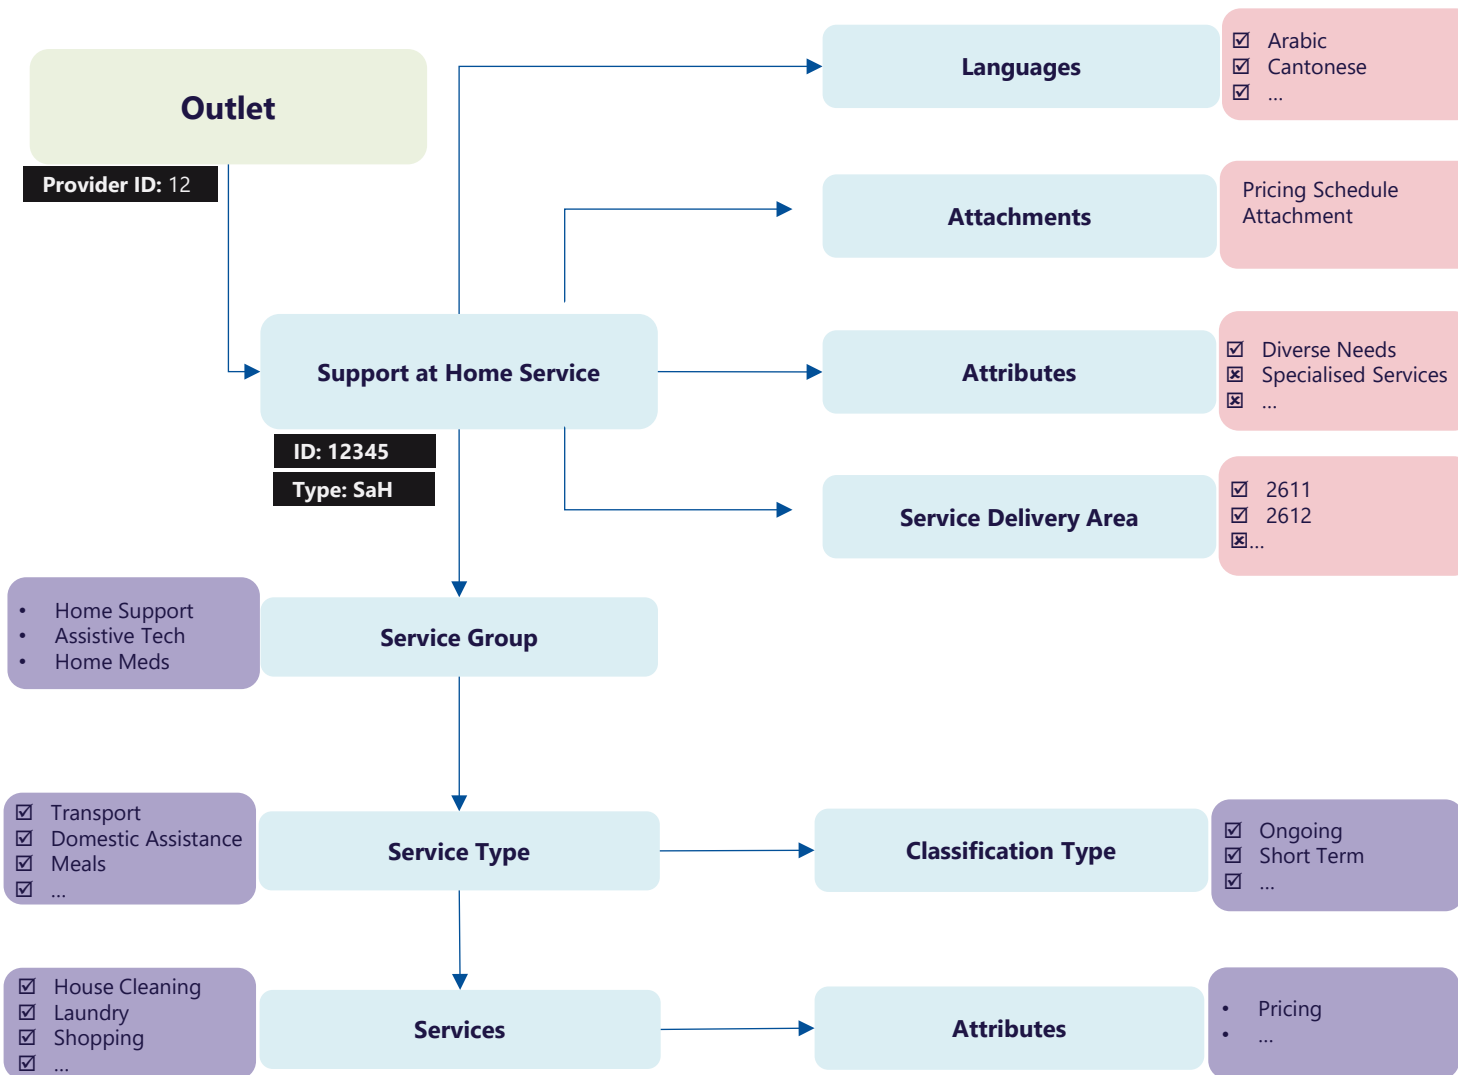 Outlet
Provider ID: 12
Languages
☑ Arabic
☑ Cantonese
☑ ...
Attachments
Pricing Schedule
Attachment
Support at Home Service
ID: 12345
Type: SaH
Attributes
☑ Diverse Needs
☒ Specialised Services
☒ ...
Service Delivery Area
☑ 2611
☑ 2612
☒...
• Home Support
• Assistive Tech
• Home Meds
Service Group
☑ Transport
☑ Domestic Assistance
☑ Meals
☑ ...
Service Type
Classification Type
☑ Ongoing
☑ Short Term
☑ ...
☑ House Cleaning
☑ Laundry
☑ Shopping
☑ ...
Services
Attributes
• Pricing
• ...